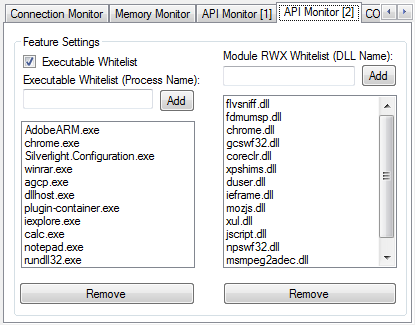 Connection Monitor Memory Monitor API Monitor [1] API Monitor [2] CO
Feature Settings
Executable Whitelist
Executable Whitelist (Process Name):
Add
AdobeARM.exe
chrome.exe
Silverlight.Configuration.exe
winrar.exe
agcp.exe
dllhost.exe
plugin-container.exe
iexplore.exe
calc.exe
notepad.exe
rundll32.exe
Remove
Module RWX Whitelist (DLL Name):
Add
flvsniff.dll
fdmumsp.dll
chrome.dll
gcswf32.dll
coreclr.dll
xpshims.dll
duser.dll
ieframe.dll
mozjs.dll
xul.dll
jscript.dll
npswf32.dll
msmpeg2adec.dll
Remove